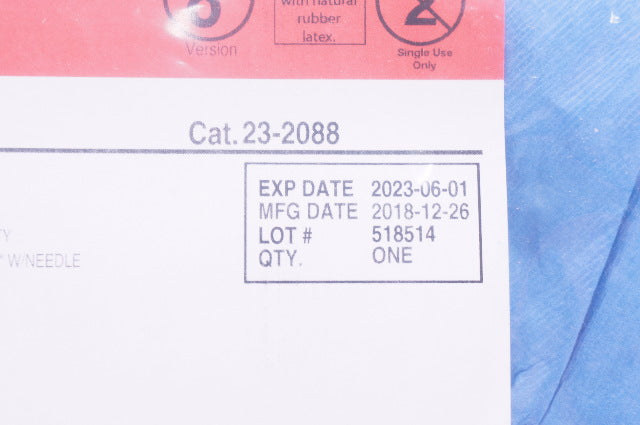 with natural
rubber
latex.
Version
2
Single Use
Only
Cat. 23-2088
EXP DATE 2023-06-01
MFG DATE 2018-12-26
LOT # 518514
QTY. ONE
W/NEEDLE